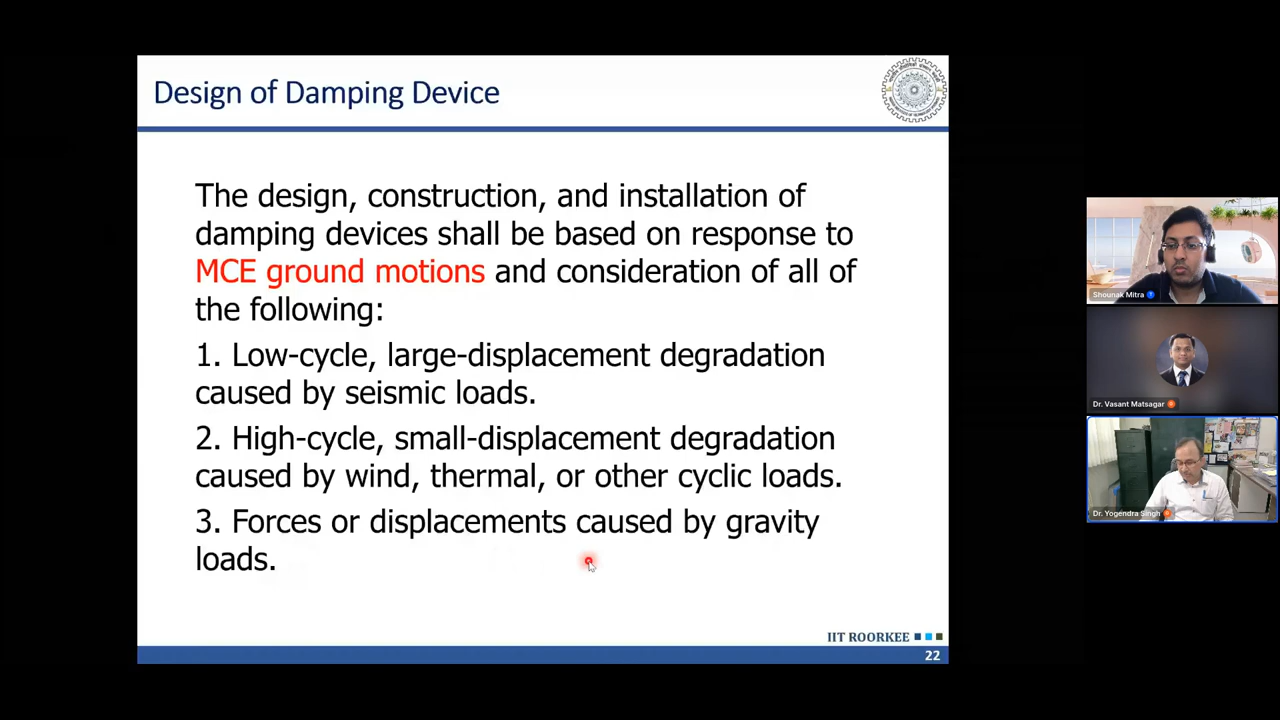 Design of Damping Device
The design, construction, and installation of
damping devices shall be based on response to
MCE ground motions and consideration of all of
the following:
1. Low-cycle, large-displacement degradation
caused by seismic loads.
2. High-cycle, small-displacement degradation
caused by wind, thermal, or other cyclic loads.
3. Forces or displacements caused by gravity
loads.
IIT ROORKEE
22
Shounak Mitra
Dr. Vasant Matsagar
Dr. Yogendra Singh